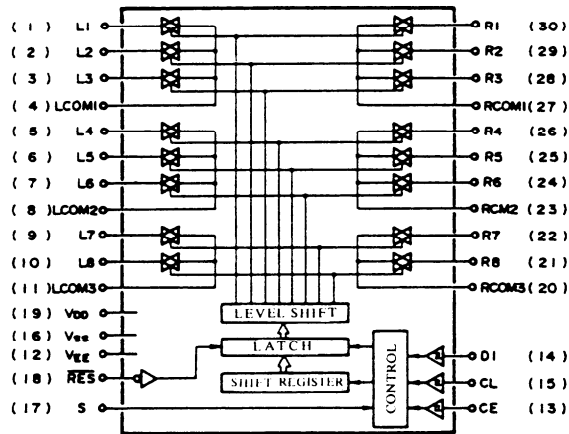 (1) L1 R1 (30)
(2) L2 R2 (29)
(3) L3 R3 (28)
(4) LCOM1 RCOM1 (27)
(5) L4 R4 (26)
(6) L5 R5 (25)
(7) L6 R6 (24)
(8) LCOM2 RCM2 (23)
(9) L7 R7 (22)
(10) L8 R8 (21)
(11) LCOM3 RCOM3 (20)
(19) VDD LEVEL SHIFT
(16) Vee
(12) VEE LATCH DI (14)
(18) RES SHIFT REGISTER CONTROL CL (15)
(17) S CE (13)